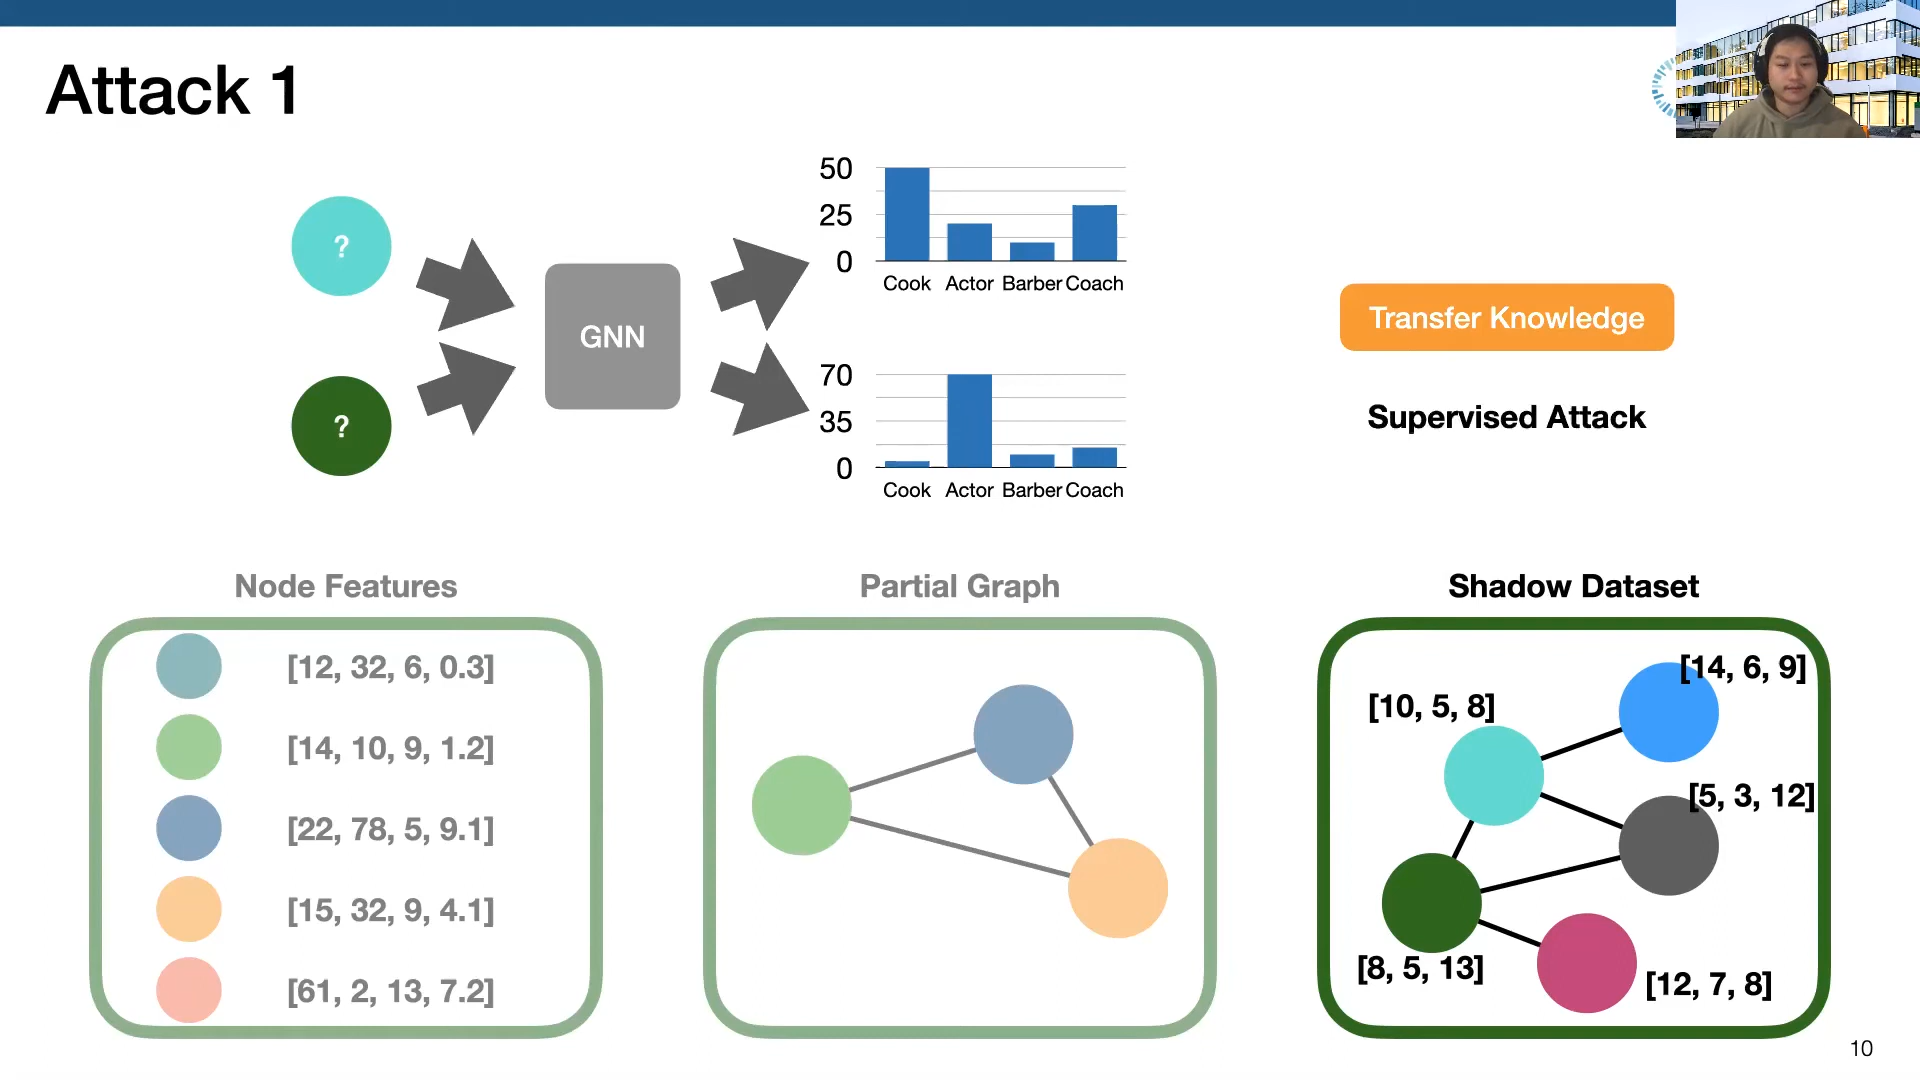 Attack 1
?
?
GNN
50
25
0
Cook Actor Barber Coach
70
35
0
Cook Actor Barber Coach
Transfer Knowledge
Supervised Attack
Node Features
[12, 32, 6, 0.3]
[14, 10, 9, 1.2]
[22, 78, 5, 9.1]
[15, 32, 9, 4.1]
[61, 2, 13, 7.2]
Partial Graph
Shadow Dataset
[14, 6, 9]
[10, 5, 8]
[5, 3, 12]
[8, 5, 13]
[12, 7, 8]
10